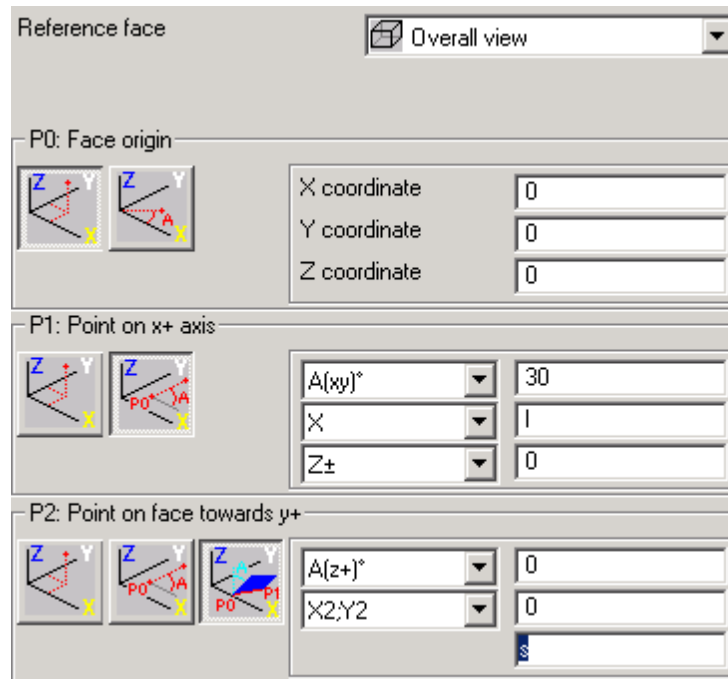 Reference face Overall view
P0: Face origin
Z Y X Z Y A X
X coordinate 0
Y coordinate 0
Z coordinate 0
P1: Point on x+ axis
Z Y X Z Y P0 A X
A(xy)° 30
X l
Z± 0
P2: Point on face towards y+
Z Y X Z Y P0 A X Z Y A P0 P1 X
A(z+)° 0
X2;Y2 0
s